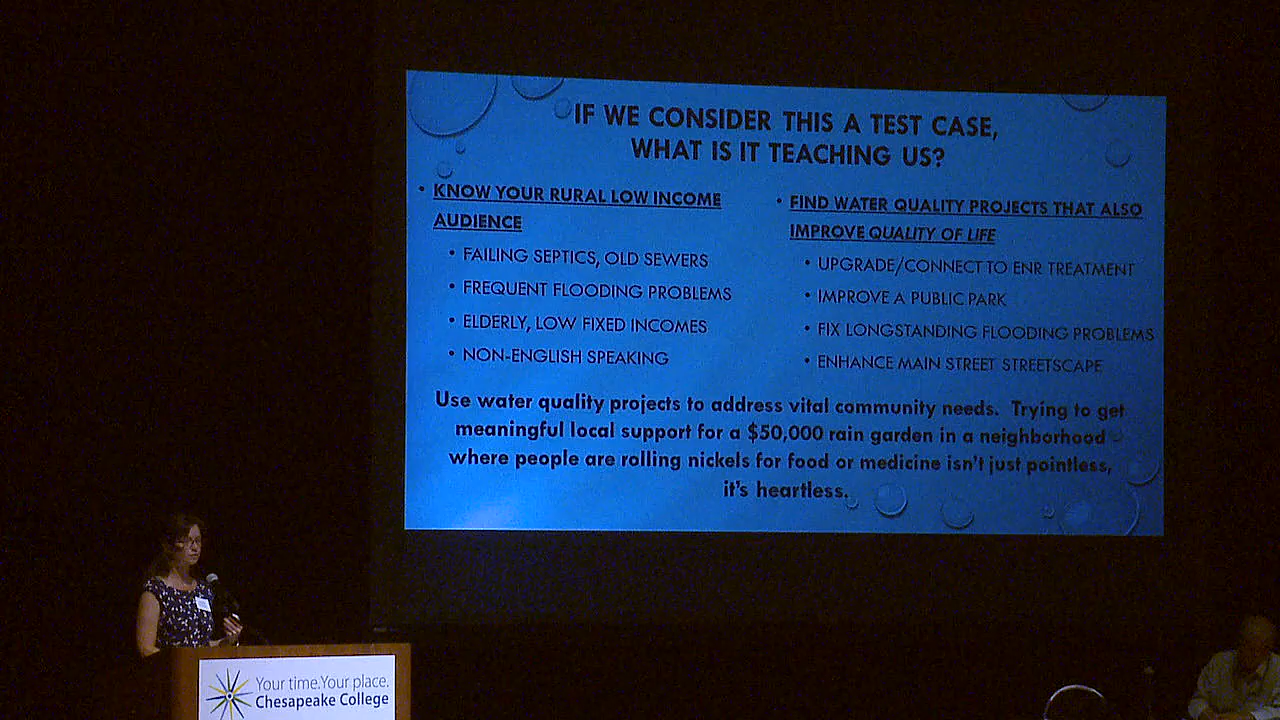 IF WE CONSIDER THIS A TEST CASE,
WHAT IS IT TEACHING US?
• KNOW YOUR RURAL LOW INCOME
AUDIENCE
• FAILING SEPTICS, OLD SEWERS
• FREQUENT FLOODING PROBLEMS
• ELDERLY, LOW FIXED INCOMES
• NON-ENGLISH SPEAKING
• FIND WATER QUALITY PROJECTS THAT ALSO
IMPROVE QUALITY OF LIFE
• UPGRADE/CONNECT TO ENR TREATMENT
• IMPROVE A PUBLIC PARK
• FIX LONGSTANDING FLOODING PROBLEMS
• ENHANCE MAIN STREET STREETSCAPE
Use water quality projects to address vital community needs. Trying to get
meaningful local support for a $50,000 rain garden in a neighborhood
where people are rolling nickels for food or medicine isn't just pointless,
it's heartless.
Your time.Your place.
Chesapeake College